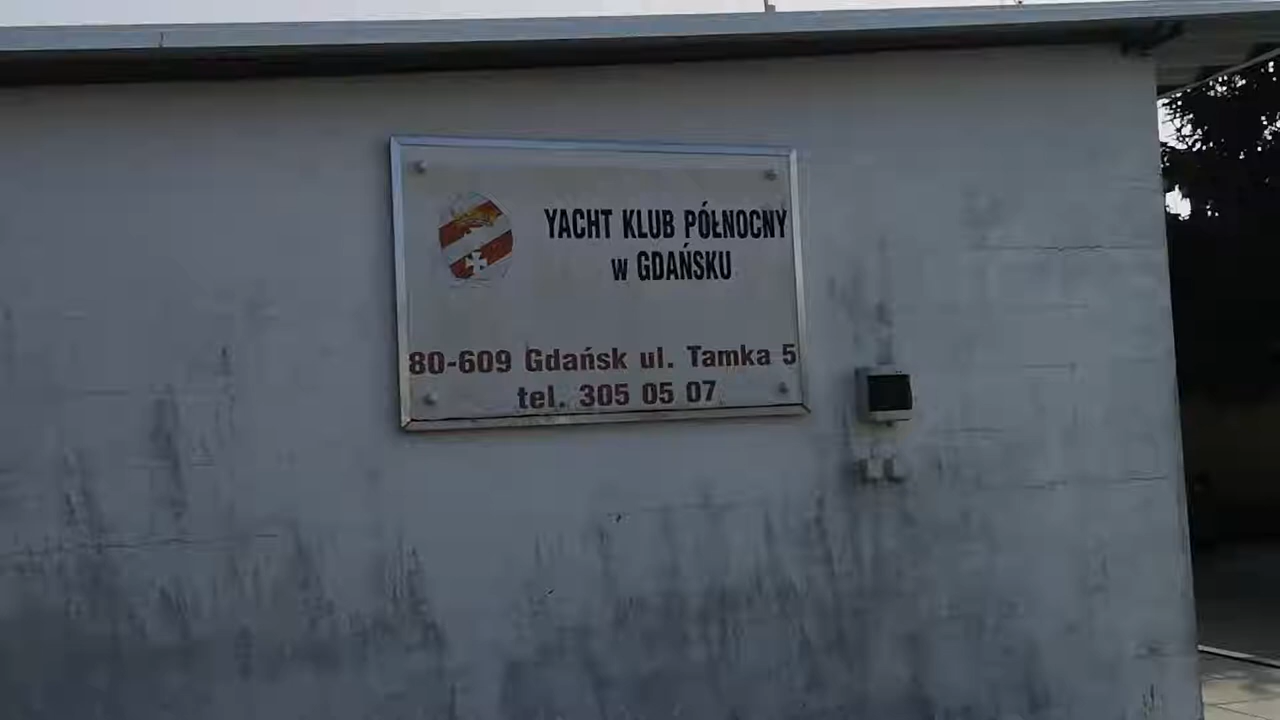 YACHT KLUB PÓŁNOCNY
w GDAŃSKU
80-609 Gdańsk ul. Tamka 5
tel. 305 05 07